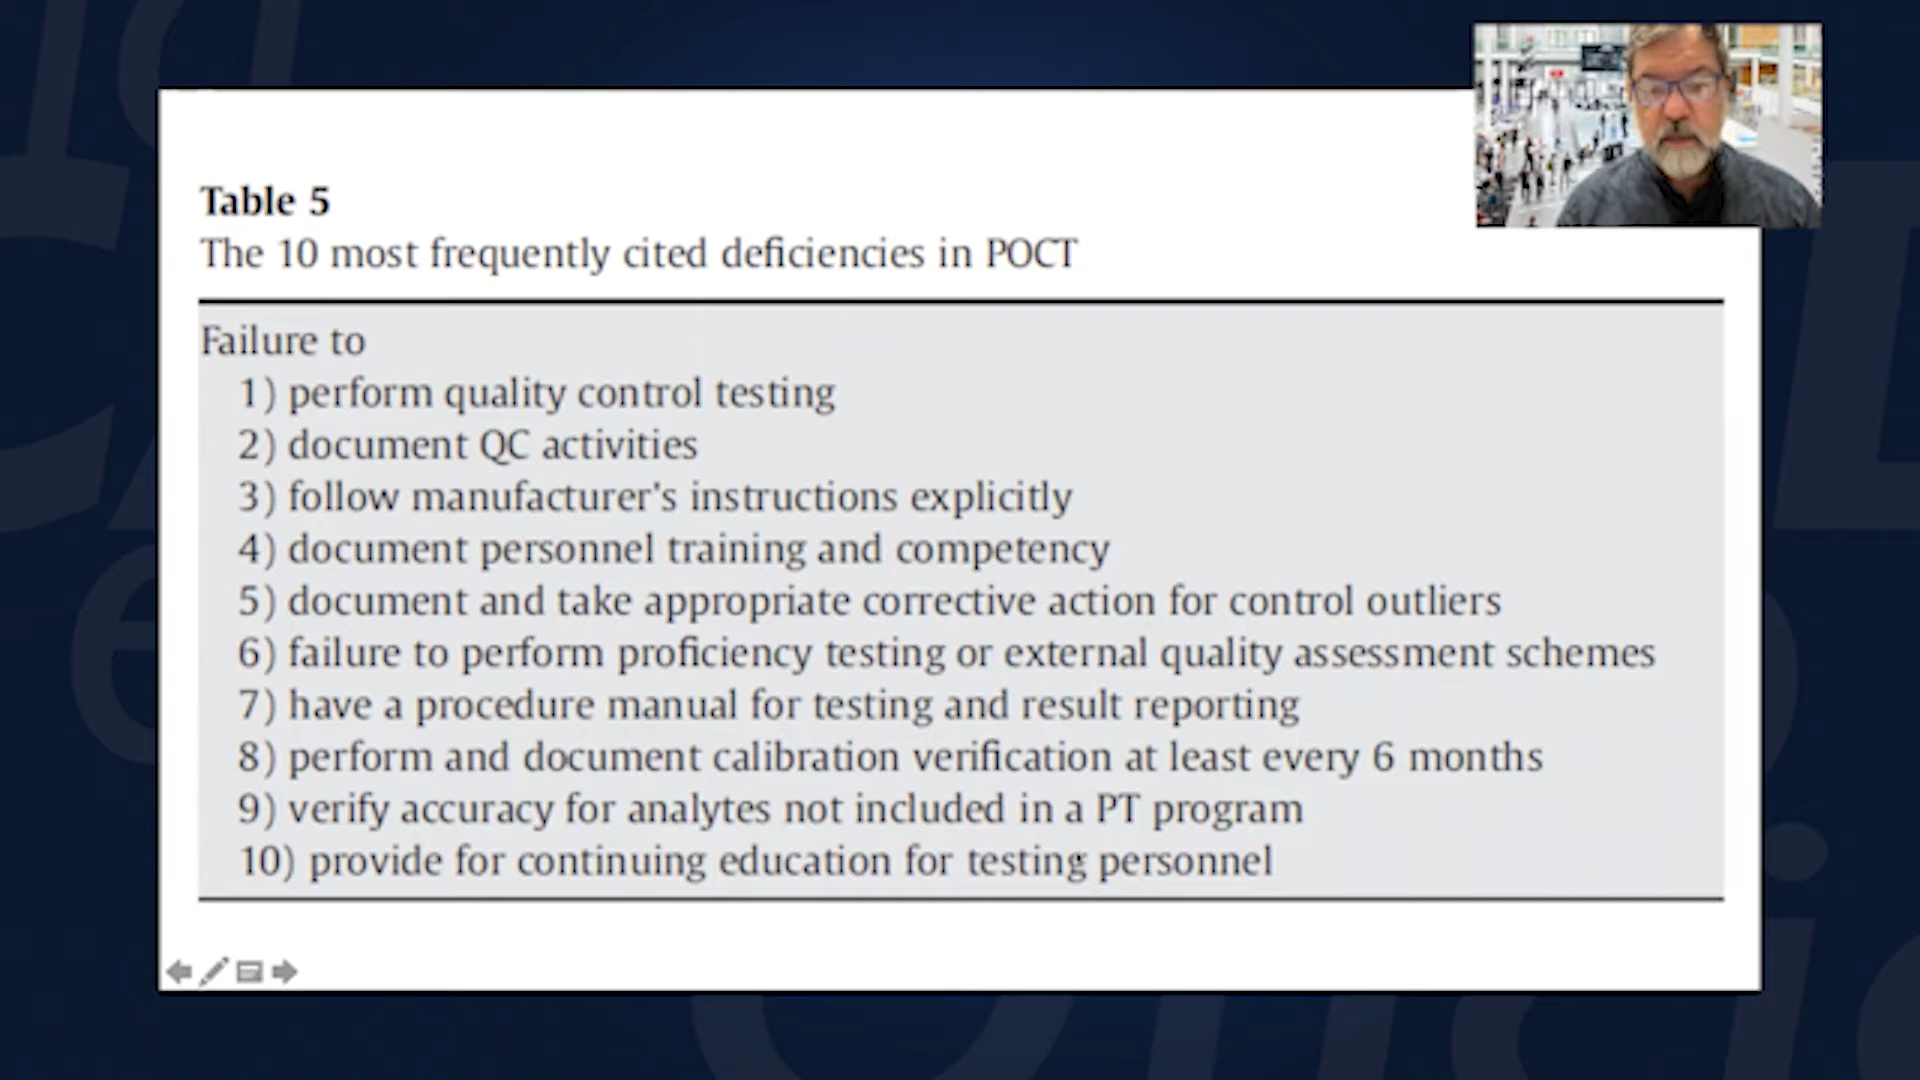 Table 5
The 10 most frequently cited deficiencies in POCT
Failure to
1) perform quality control testing
2) document QC activities
3) follow manufacturer's instructions explicitly
4) document personnel training and competency
5) document and take appropriate corrective action for control outliers
6) failure to perform proficiency testing or external quality assessment schemes
7) have a procedure manual for testing and result reporting
8) perform and document calibration verification at least every 6 months
9) verify accuracy for analytes not included in a PT program
10) provide for continuing education for testing personnel